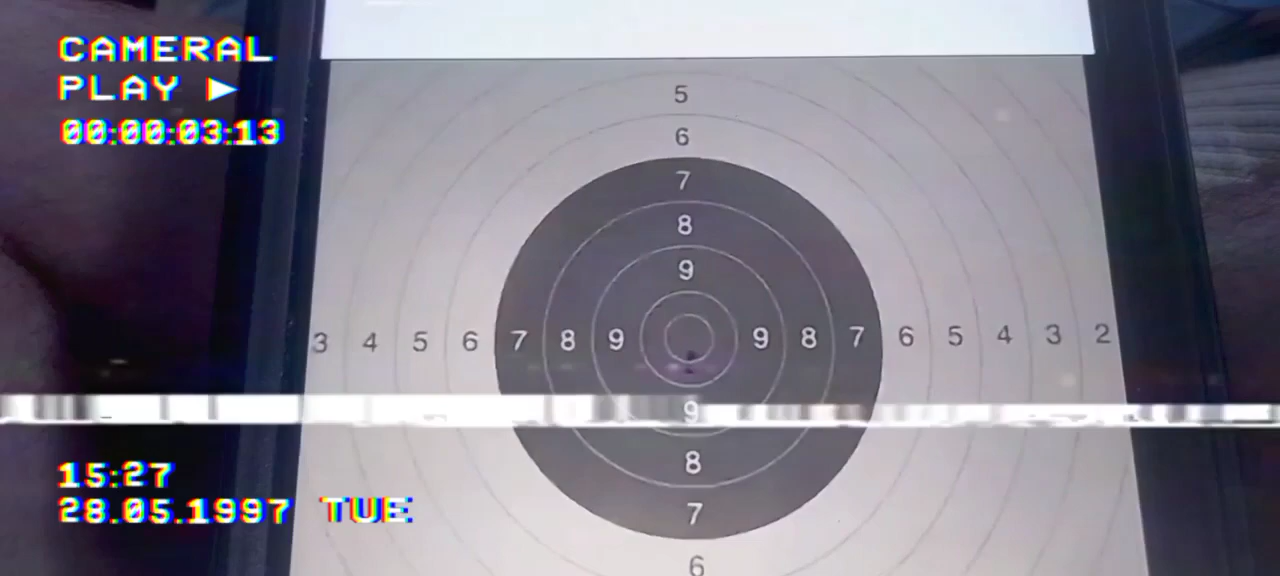 CAMERAL
PLAY ▶
00:00:03:13
5
6
7
8
9
3 4 5 6 7 8 9 9 8 7 6 5 4 3 2
9
8
7
6
15:27
28.05.1997 TUE